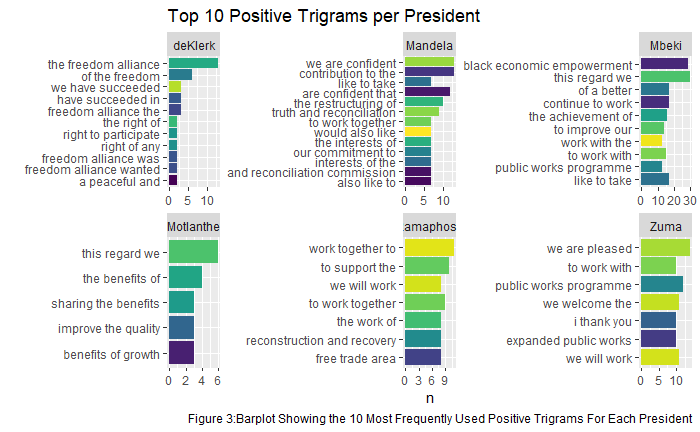 Top 10 Positive Trigrams per President
deKlerk
the freedom alliance
of the freedom
we have succeeded
have succeeded in
freedom alliance the
the right of
right to participate
right of any
freedom alliance was
freedom alliance wanted
a peaceful and
0 5 10
Mandela
we are confident
contribution to the
like to take
are confident that
the restructuring of
truth and reconciliation
to work together
would also like
the interests of
our commitment to
interests of the
and reconciliation commission
also like to
0 5 10
Mbeki
black economic empowerment
this regard we
of a better
continue to work
the achievement of
to improve our
work with the
to work with
public works programme
like to take
0 10 20 30
Motlanthe
this regard we
the benefits of
sharing the benefits
improve the quality
benefits of growth
0 2 4 6
amaphos
work together to
to support the
we will work
to work together
the work of
reconstruction and recovery
free trade area
0 3 6 9
Zuma
we are pleased
to work with
public works programme
we welcome the
i thank you
expanded public works
we will work
0 5 10
n
Figure 3:Barplot Showing the 10 Most Frequently Used Positive Trigrams For Each President